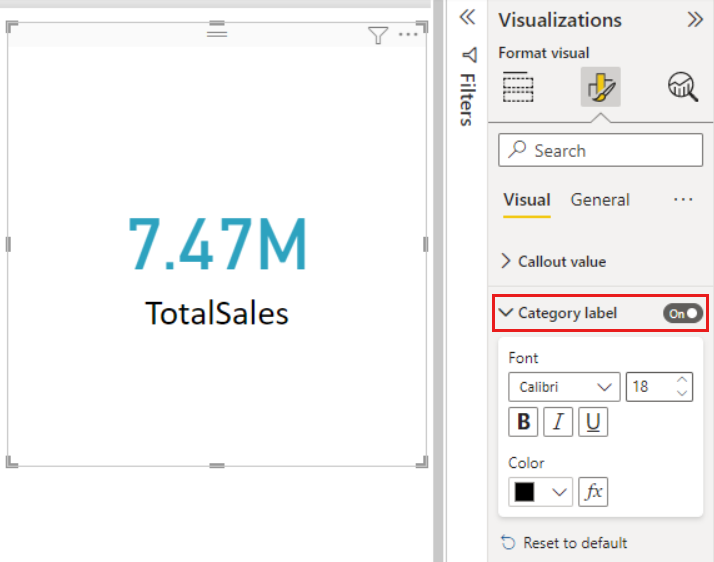 7.47M
TotalSales
Filters
Visualizations
Format visual
Search
Visual General
Callout value
Category label On
Font
Calibri 18
B I U
Color
fx
Reset to default